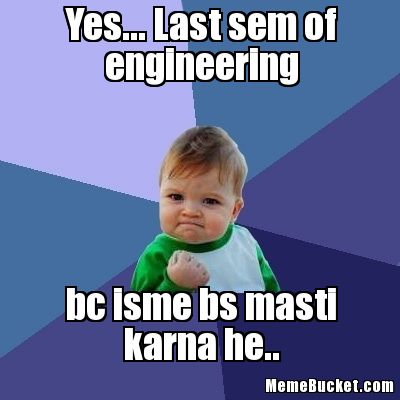 Yes... Last sem of
engineering
bc isme bs masti
karna he..
MemeBucket.com